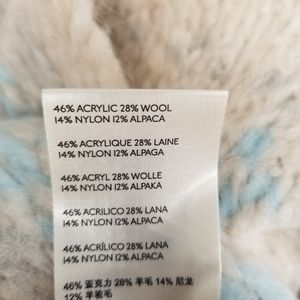 46% ACRYLIC 28% WOOL
14% NYLON 12% ALPACA
46% ACRYLIQUE 28% LAINE
14% NYLON 12% ALPAGA
46% ACRYL 28% WOLLE
14% NYLON 12% ALPAKA
46% ACRILICO 28% LANA
14% NYLON 12% ALPACA
46% ACRÍLICO 28% LANA
14% NYLON 12% ALPACA
46% 亚克力 28% 羊毛 14% 尼龙
12% 羊驼毛